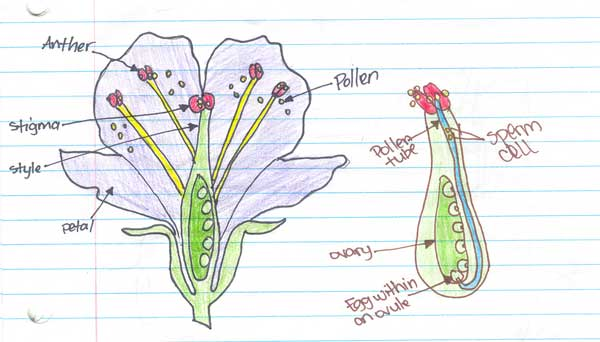 Anther
Pollen
Stigma
style
petal
Pollen
tube
sperm
cell
ovary
Egg within
an ovule